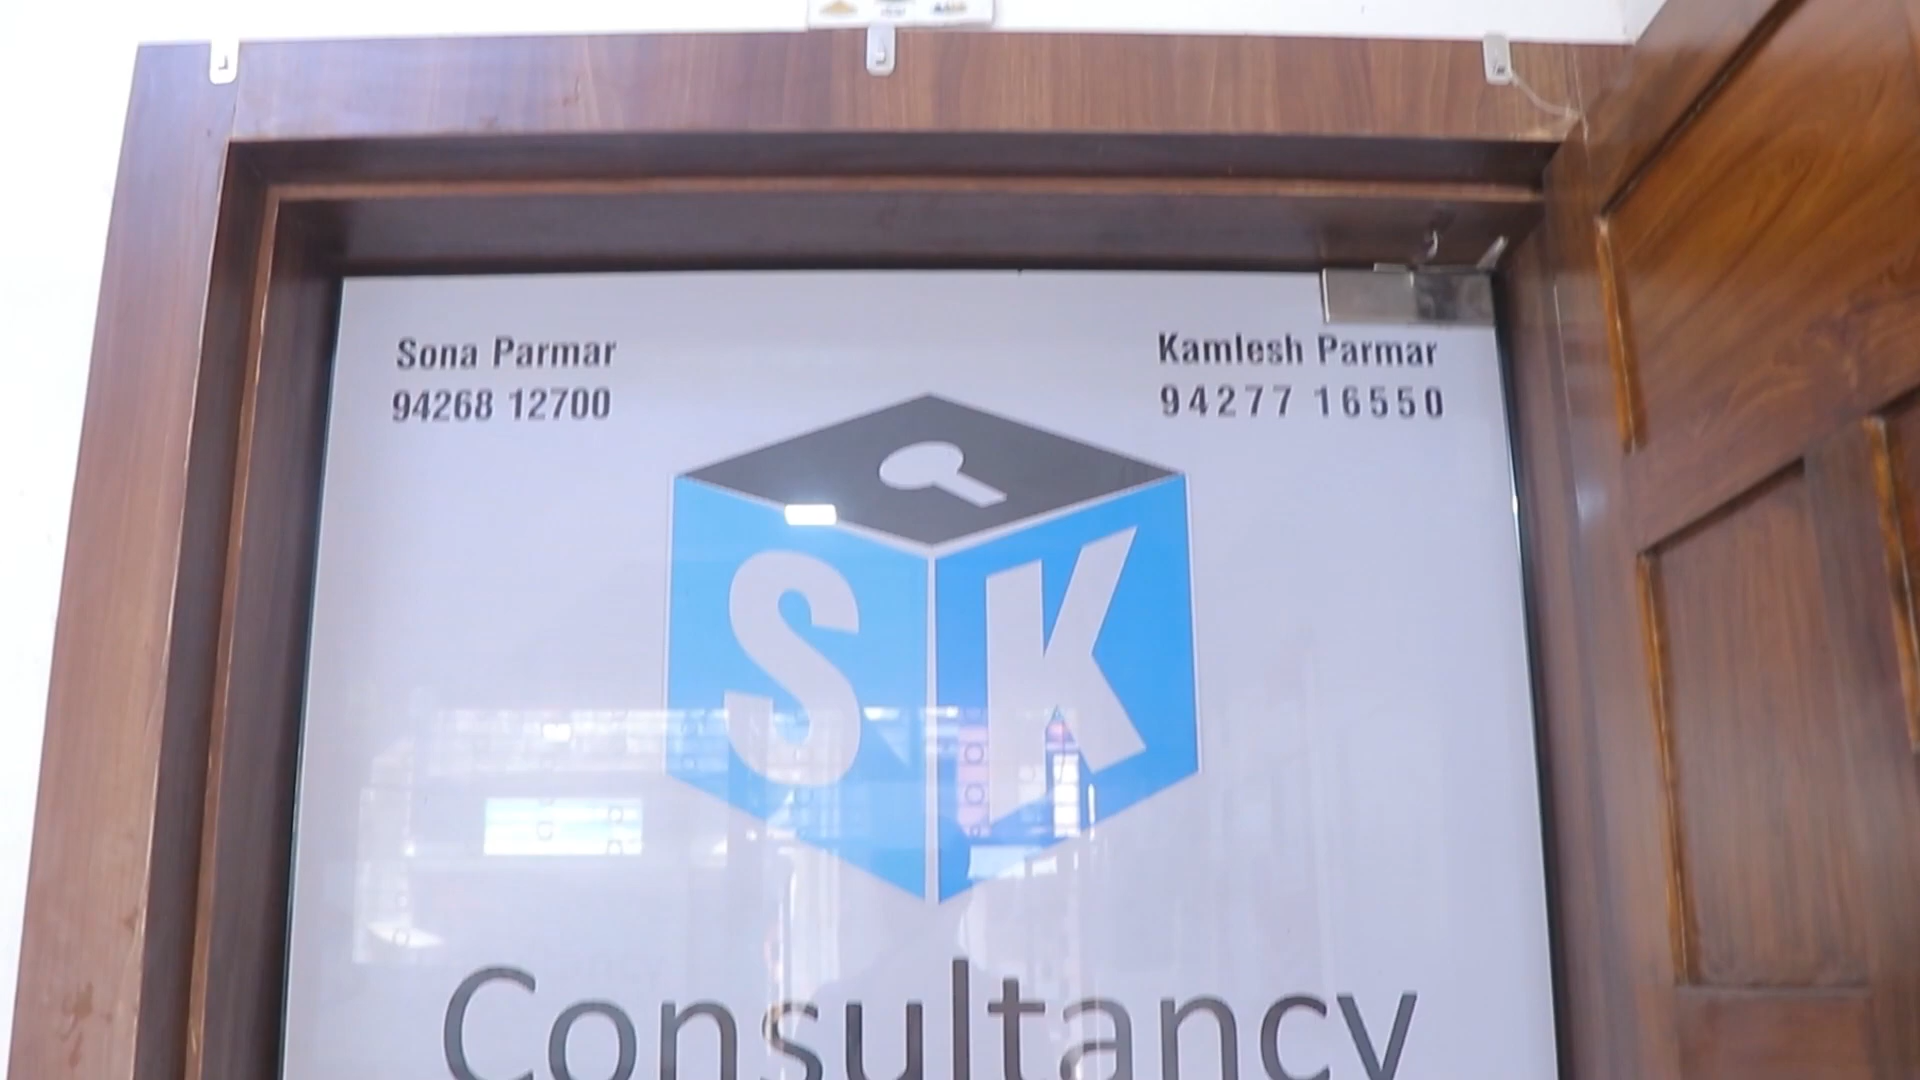 Sona Parmar
94268 12700
Kamlesh Parmar
94277 16550
SK
Consultancy